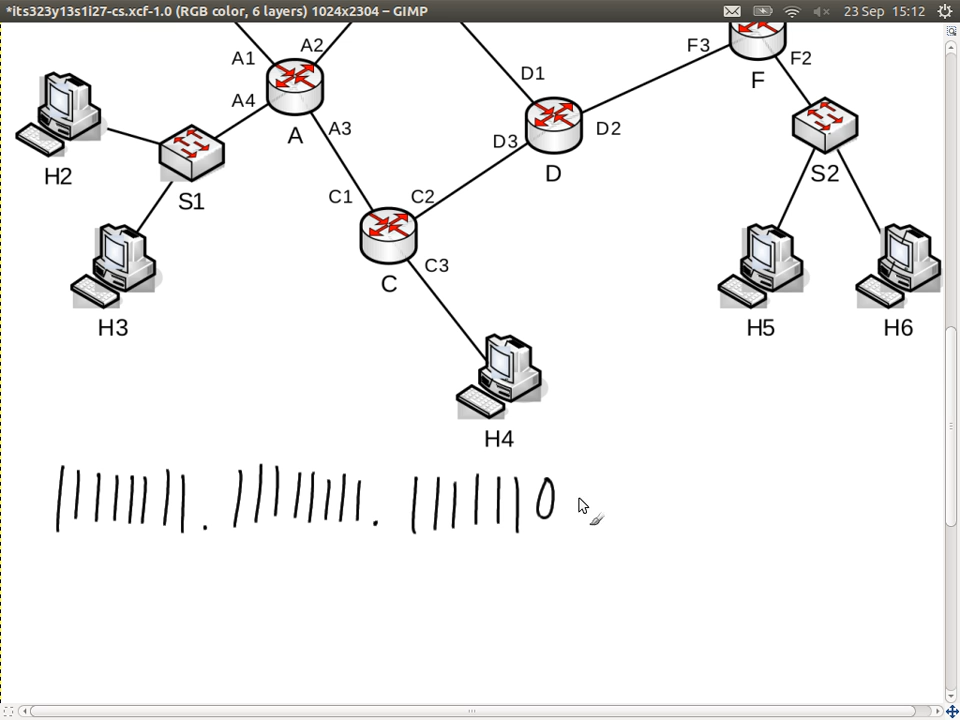 *its323y13s1i27-cs.xcf-1.0 (RGB color, 6 layers) 1024x2304 – GIMP
23 Sep 15:12
A1 A2
F3
F2
D1
F
A4
A3
D2
A
D3
H2
S1
D
S2
C1 C2
C3
C
H3
H5
H6
H4
11111111.11111111.1111110